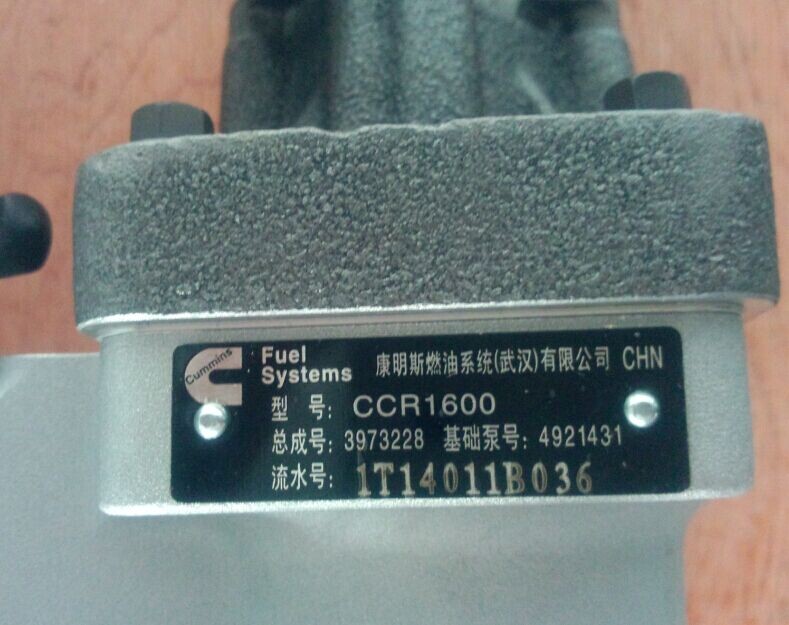 Cummins
Fuel
Systems
康明斯燃油系统(武汉)有限公司 CHN
型 号: CCR1600
总成号: 3973228 基础泵号: 4921431
流水号: 1T14011B036